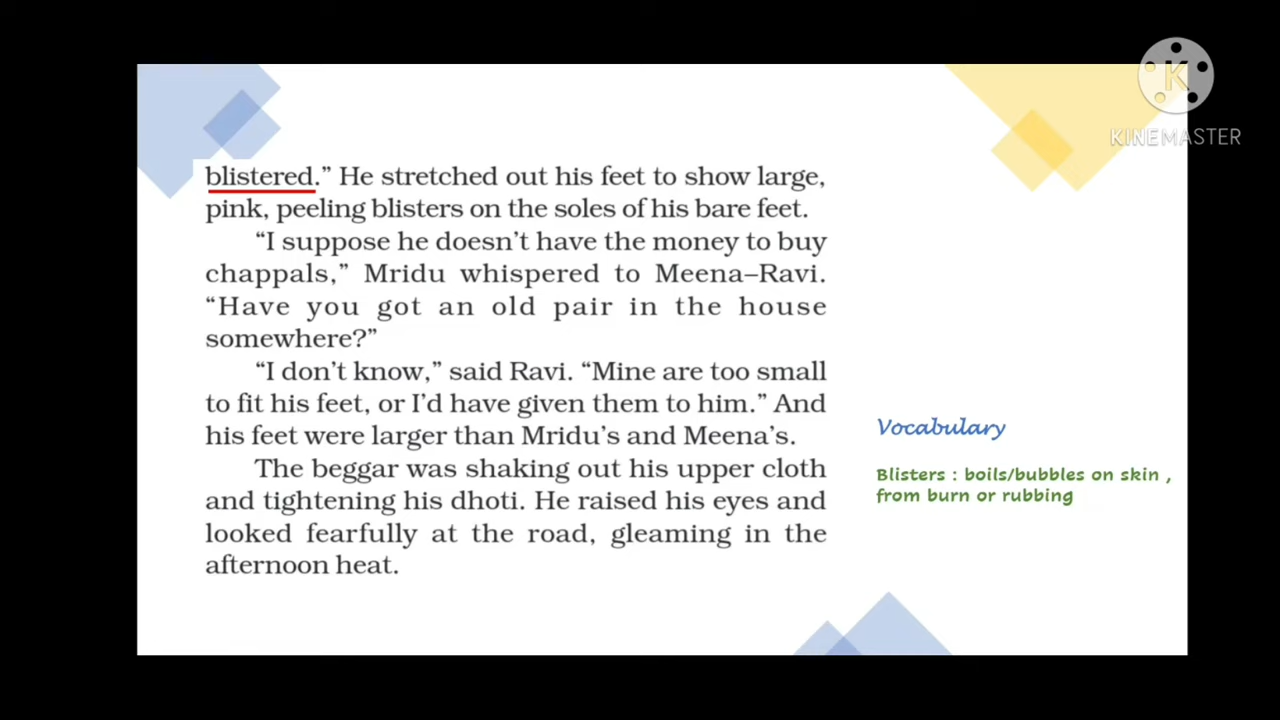 KINEMASTER
blistered.” He stretched out his feet to show large,
pink, peeling blisters on the soles of his bare feet.
“I suppose he doesn’t have the money to buy
chappals,” Mridu whispered to Meena–Ravi.
“Have you got an old pair in the house
somewhere?”
“I don’t know,” said Ravi. “Mine are too small
to fit his feet, or I’d have given them to him.” And
his feet were larger than Mridu’s and Meena’s.
The beggar was shaking out his upper cloth
and tightening his dhoti. He raised his eyes and
looked fearfully at the road, gleaming in the
afternoon heat.
Vocabulary
Blisters : boils/bubbles on skin ,
from burn or rubbing